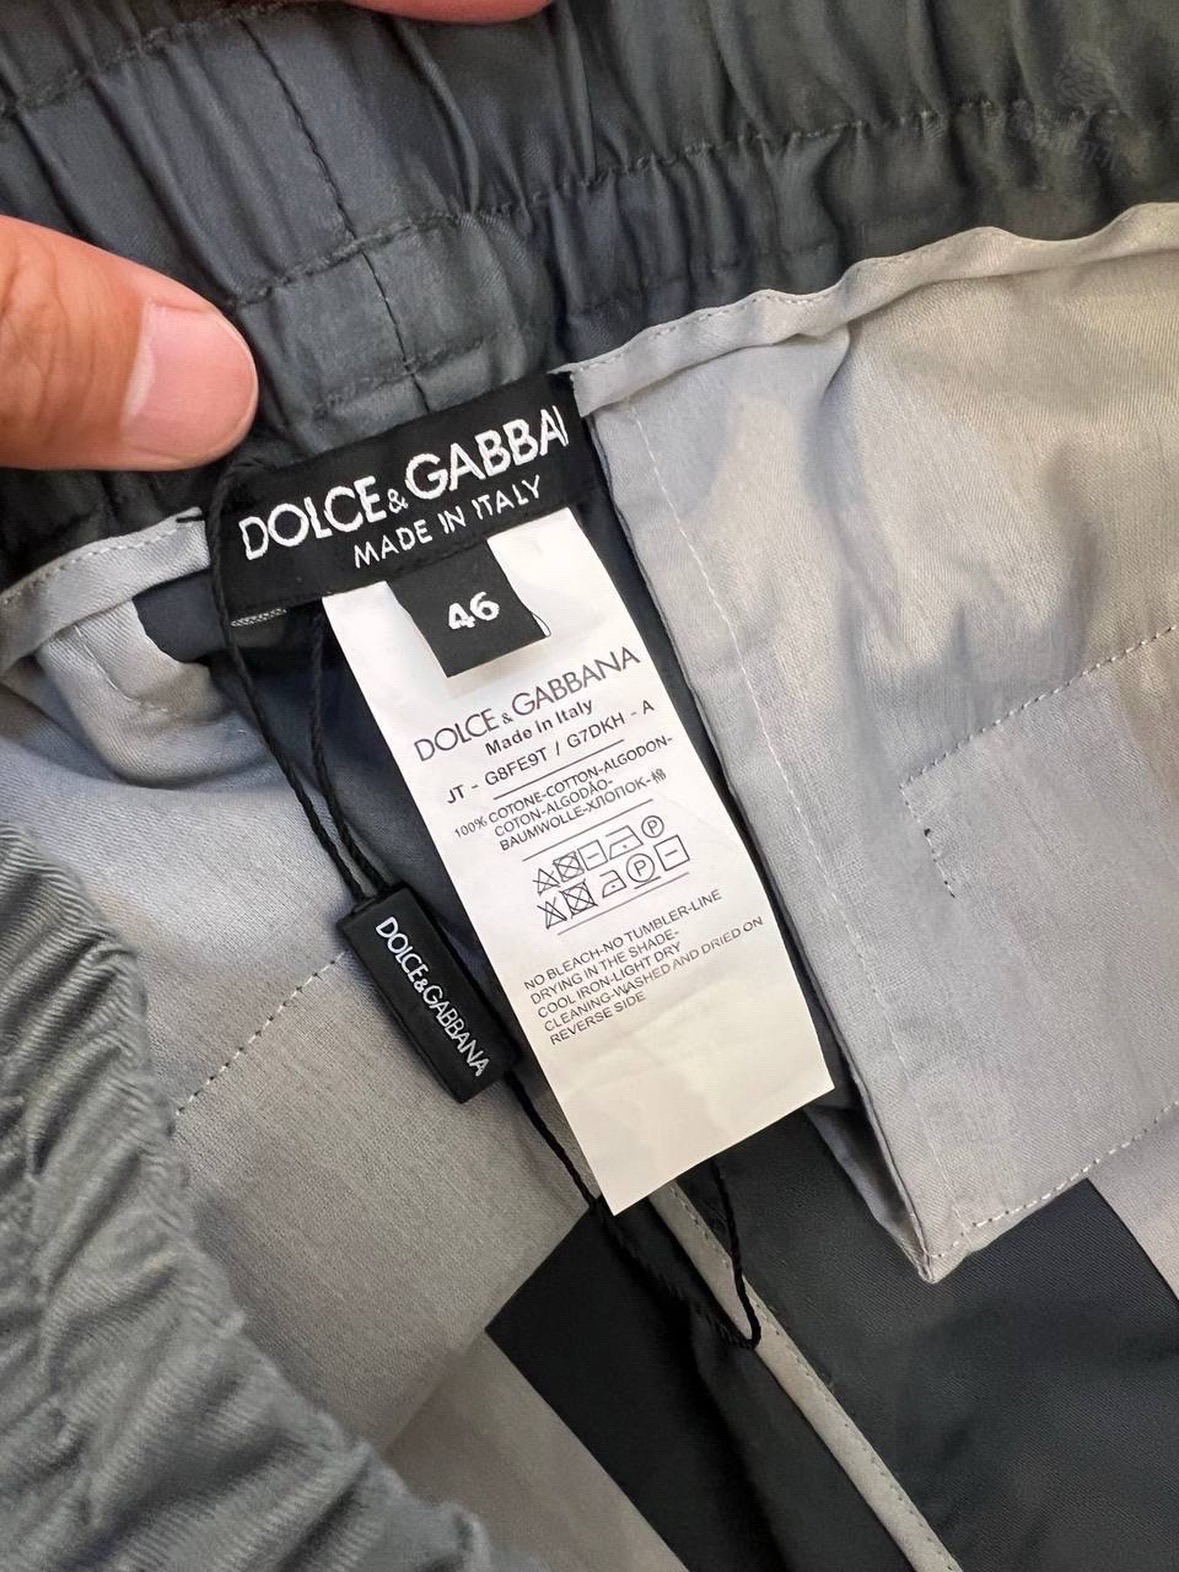 DOLCE&GABBA
MADE IN ITALY
46
DOLCE&GABBANA
Made in Italy
JT - G8FE9T / G7DKH - A
100% COTONE-COTTON-ALGODON-
COTON-ALGODÃO-
BAUMWOLLE-ХЛОПОК-棉
NO BLEACH-NO TUMBLER-LINE
DRYING IN THE SHADE-
COOL IRON-LIGHT DRY
CLEANING-WASHED AND DRIED ON
REVERSE SIDE
DOLCE&GABBANA